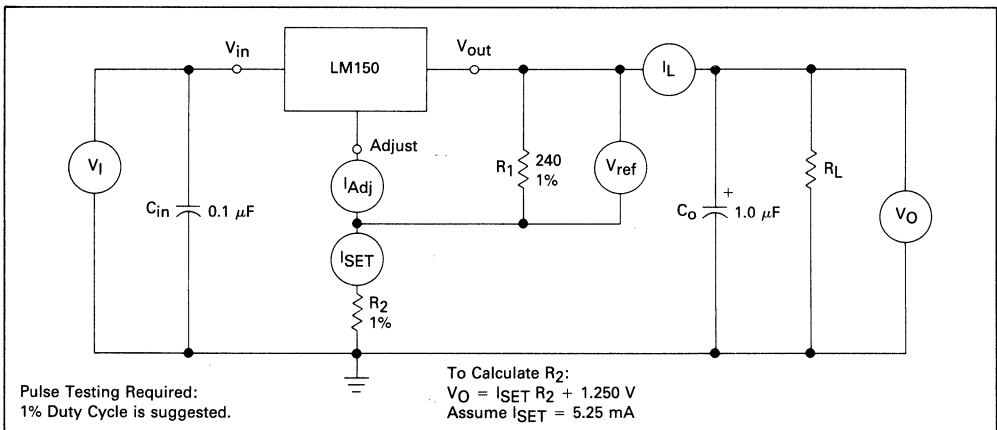 Vin
LM150
Vout
IL
Adjust
VI
IAdj
R1 240
1%
Vref
RL
Cin 0.1 μF
+
Co 1.0 μF
VO
ISET
R2
1%
Pulse Testing Required:
1% Duty Cycle is suggested.
To Calculate R2:
VO = ISET R2 + 1.250 V
Assume ISET = 5.25 mA